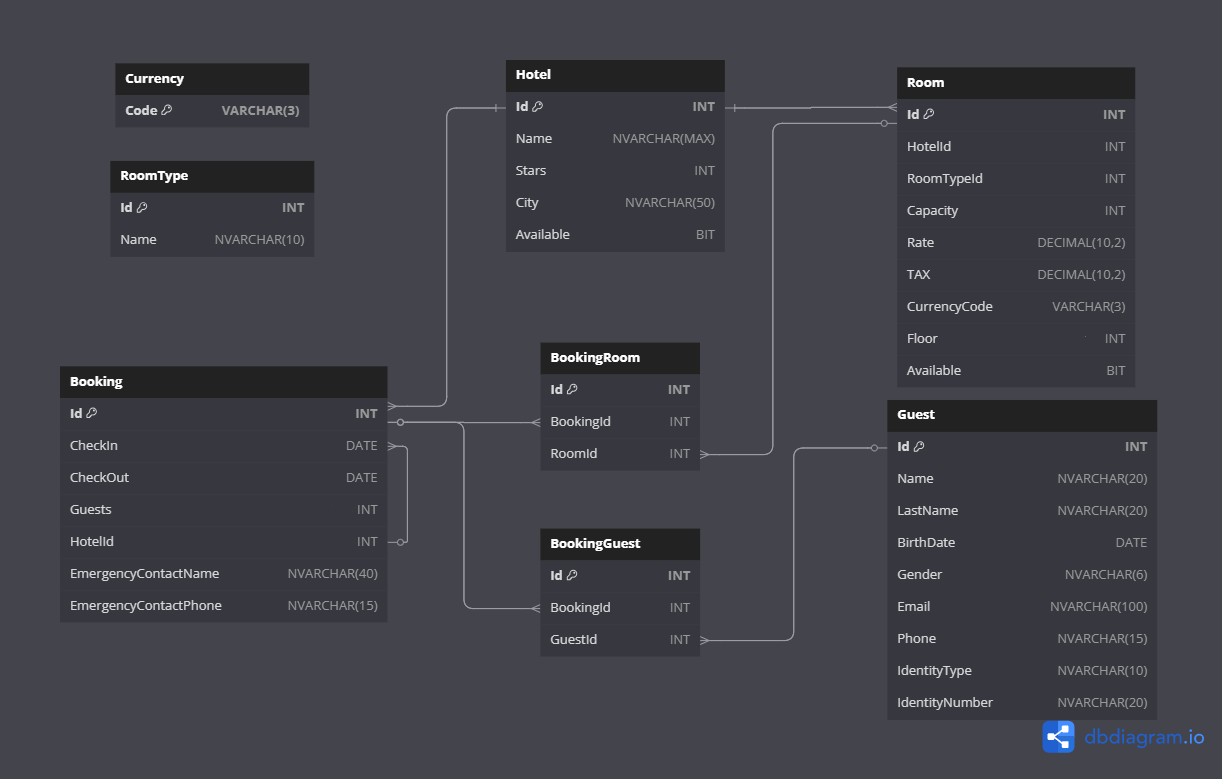 Currency
Code VARCHAR(3)
RoomType
Id INT
Name NVARCHAR(10)
Hotel
Id INT
Name NVARCHAR(MAX)
Stars INT
City NVARCHAR(50)
Available BIT
Room
Id INT
HotelId INT
RoomTypeId INT
Capacity INT
Rate DECIMAL(10,2)
TAX DECIMAL(10,2)
CurrencyCode VARCHAR(3)
Floor INT
Available BIT
Booking
Id INT
CheckIn DATE
CheckOut DATE
Guests INT
HotelId INT
EmergencyContactName NVARCHAR(40)
EmergencyContactPhone NVARCHAR(15)
BookingRoom
Id INT
BookingId INT
RoomId INT
BookingGuest
Id INT
BookingId INT
GuestId INT
Guest
Id INT
Name NVARCHAR(20)
LastName NVARCHAR(20)
BirthDate DATE
Gender NVARCHAR(6)
Email NVARCHAR(100)
Phone NVARCHAR(15)
IdentityType NVARCHAR(10)
IdentityNumber NVARCHAR(20)
dbdiagram.io